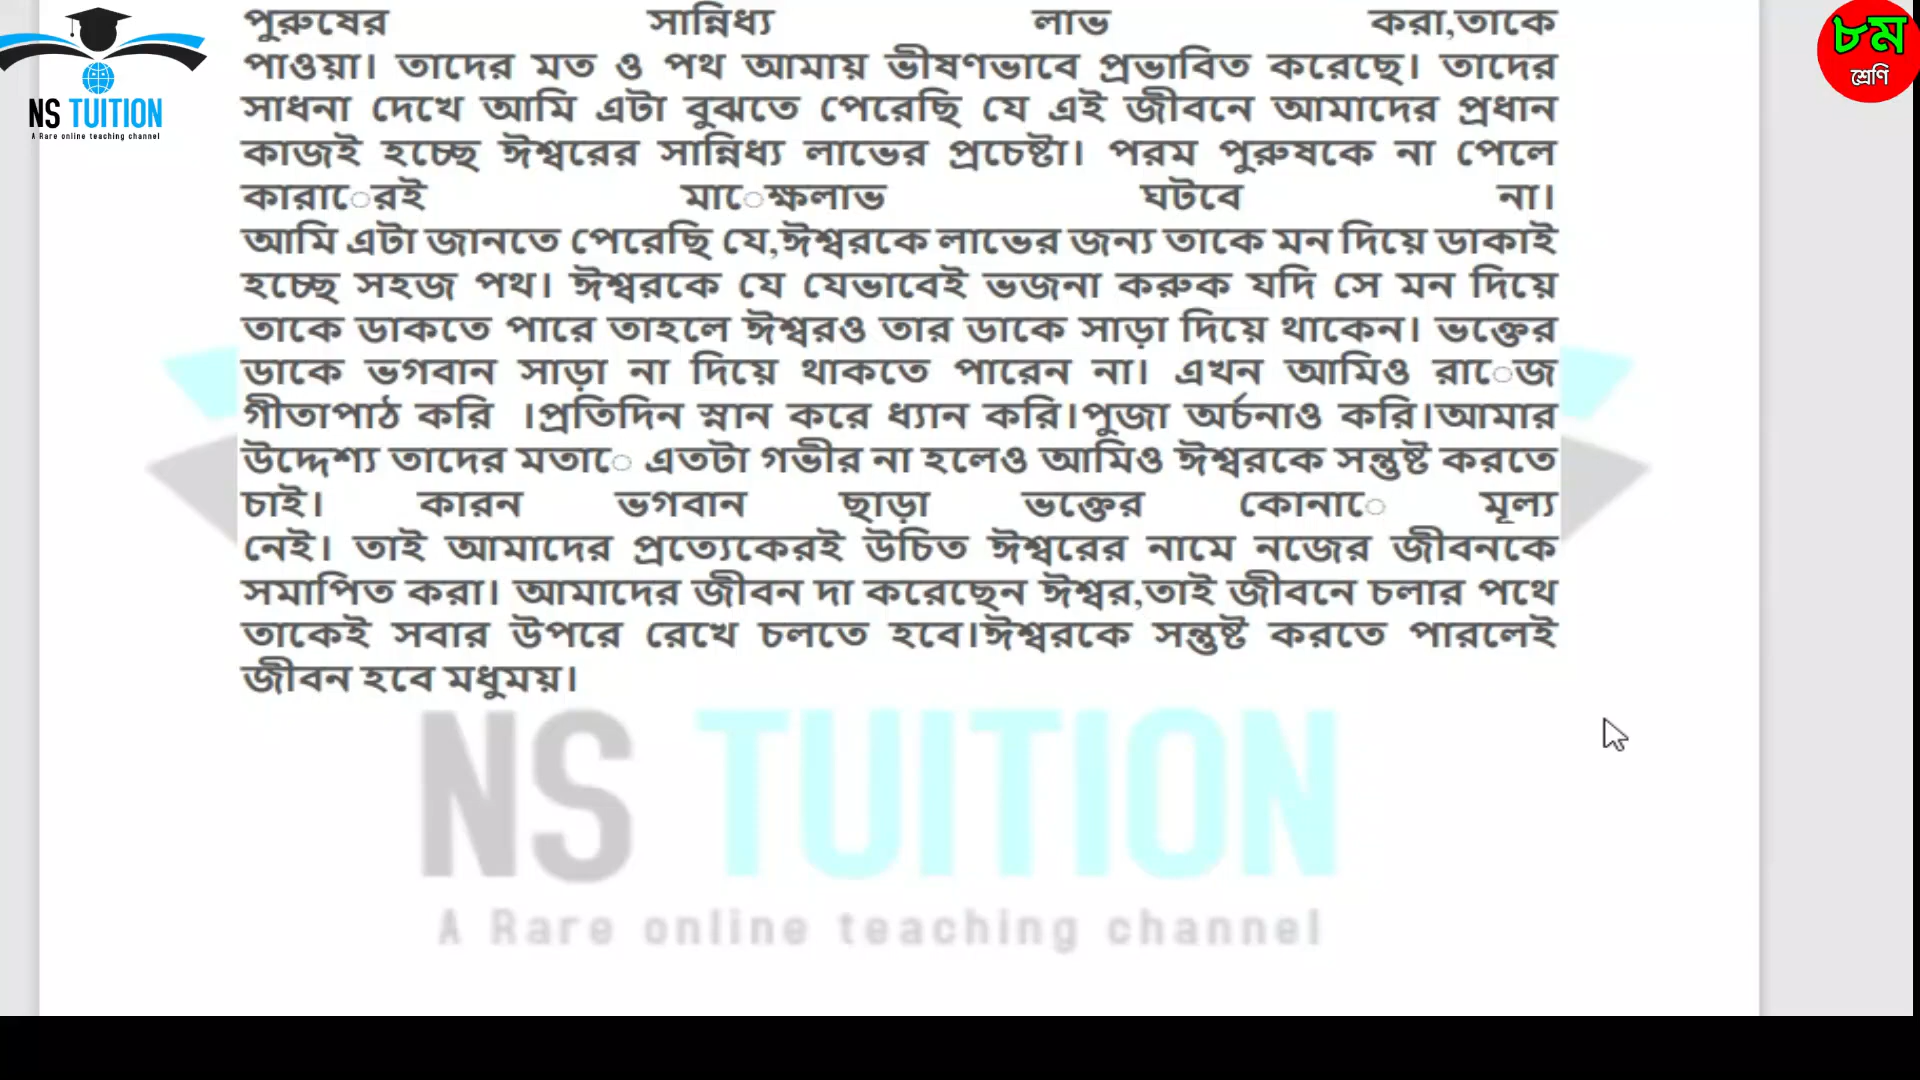 পুরুষের সান্নিধ্য লাভ করা,তাকে
পাওয়া। তাদের মত ও পথ আমায় ভীষণভাবে প্রভাবিত করেছে। তাদের
সাধনা দেখে আমি এটা বুঝতে পেরেছি যে এই জীবনে আমাদের প্রধান
কাজই হচ্ছে ঈশ্বরের সান্নিধ্য লাভের প্রচেষ্টা। পরম পুরুষকে না পেলে
কারাের‌ই মােক্ষলাভ ঘটবে না।
আমি এটা জানতে পেরেছি যে,ঈশ্বরকে লাভের জন্য তাকে মন দিয়ে ডাকাই
হচ্ছে সহজ পথ। ঈশ্বরকে যে যেভাবেই ভজনা করুক যদি সে মন দিয়ে
তাকে ডাকতে পারে তাহলে ঈশ্বরও তার ডাকে সাড়া দিয়ে থাকেন। ভক্তের
ডাকে ভগবান সাড়া না দিয়ে থাকতে পারেন না। এখন আমিও রােজ
গীতাপাঠ করি ।প্রতিদিন স্নান করে ধ্যান করি।পুজা অর্চনাও করি।আমার
উদ্দেশ্য তাদের মতাে এতটা গভীর না হলেও আমিও ঈশ্বরকে সন্তুষ্ট করতে
চাই। কারন ভগবান ছাড়া ভক্তের কোনাে মূল্য
নেই। তাই আমাদের প্রত্যেকেরই উচিত ঈশ্বরের নামে নজের জীবনকে
সমাপিত করা। আমাদের জীবন দা করেছেন ঈশ্বর,তাই জীবনে চলার পথে
তাকেই সবার উপরে রেখে চলতে হবে।ঈশ্বরকে সন্তুষ্ট করতে পারলেই
জীবন হবে মধুময়।
NS TUITION
A Rare online teaching channel
NS TUITION
A Rare online teaching channel
৮ম
শ্রেণি